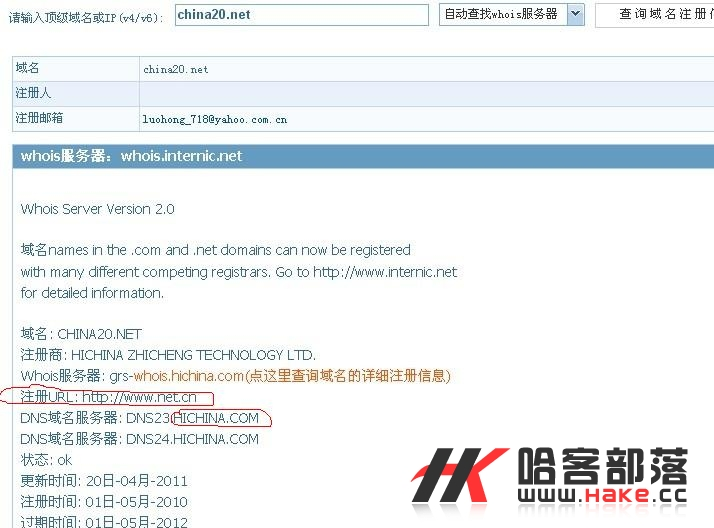 请输入顶级域名或IP(v4/v6): china20.net 自动查找whois服务器 查询域名注册
域名 china20.net
注册人
注册邮箱 luohong_718@yahoo.com.cn
whois服务器：whois.internic.net
Whois Server Version 2.0
域名names in the .com and .net domains can now be registered
with many different competing registrars. Go to http://www.internic.net
for detailed information.
域名: CHINA20.NET
注册商: HICHINA ZHICHENG TECHNOLOGY LTD.
Whois服务器: grs-whois.hichina.com(点这里查询域名的详细注册信息)
注册URL: http://www.net.cn
DNS域名服务器: DNS23.HICHINA.COM
DNS域名服务器: DNS24.HICHINA.COM
状态: ok
更新时间: 20日-04月-2011
注册时间: 01日-05月-2010
过期时间: 01日-05月-2012
哈客部落
www.Hake.cc